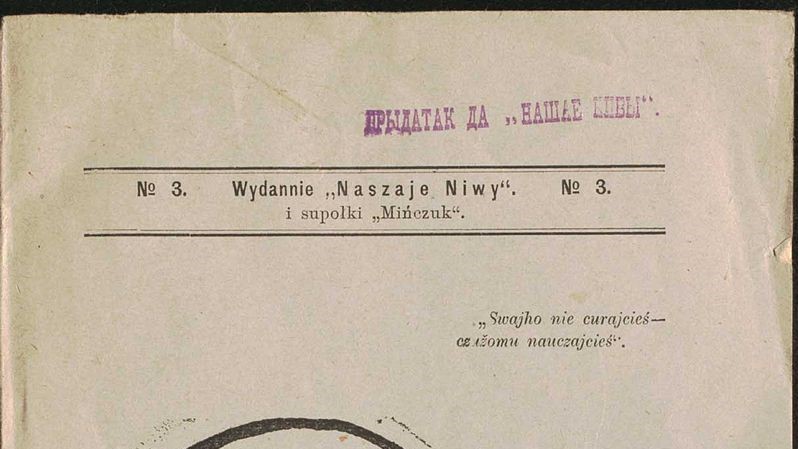 ПРЫДАТАК ДА „НАШАЕ НІВЫ“.
№ 3. Wydannie „Naszaje Niwy“. № 3.
i supołki „Mińczuk“.
„Swajho nie curajcieś—
czužomu nauczajcieś“.